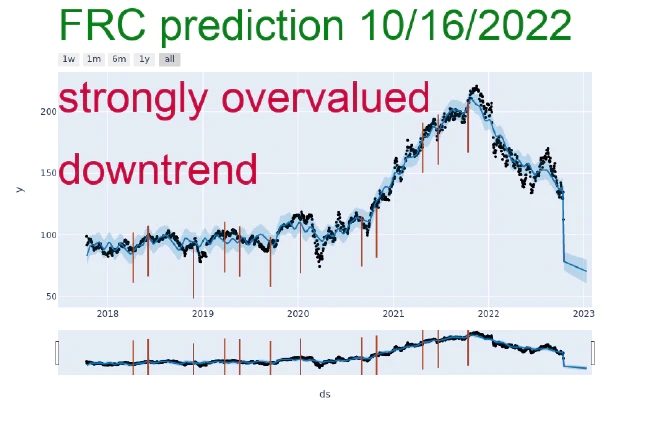 FRC prediction 10/16/2022
1w 1m 6m 1y all
strongly overvalued
downtrend
200
150
100
50
y
2018 2019 2020 2021 2022 2023
ds